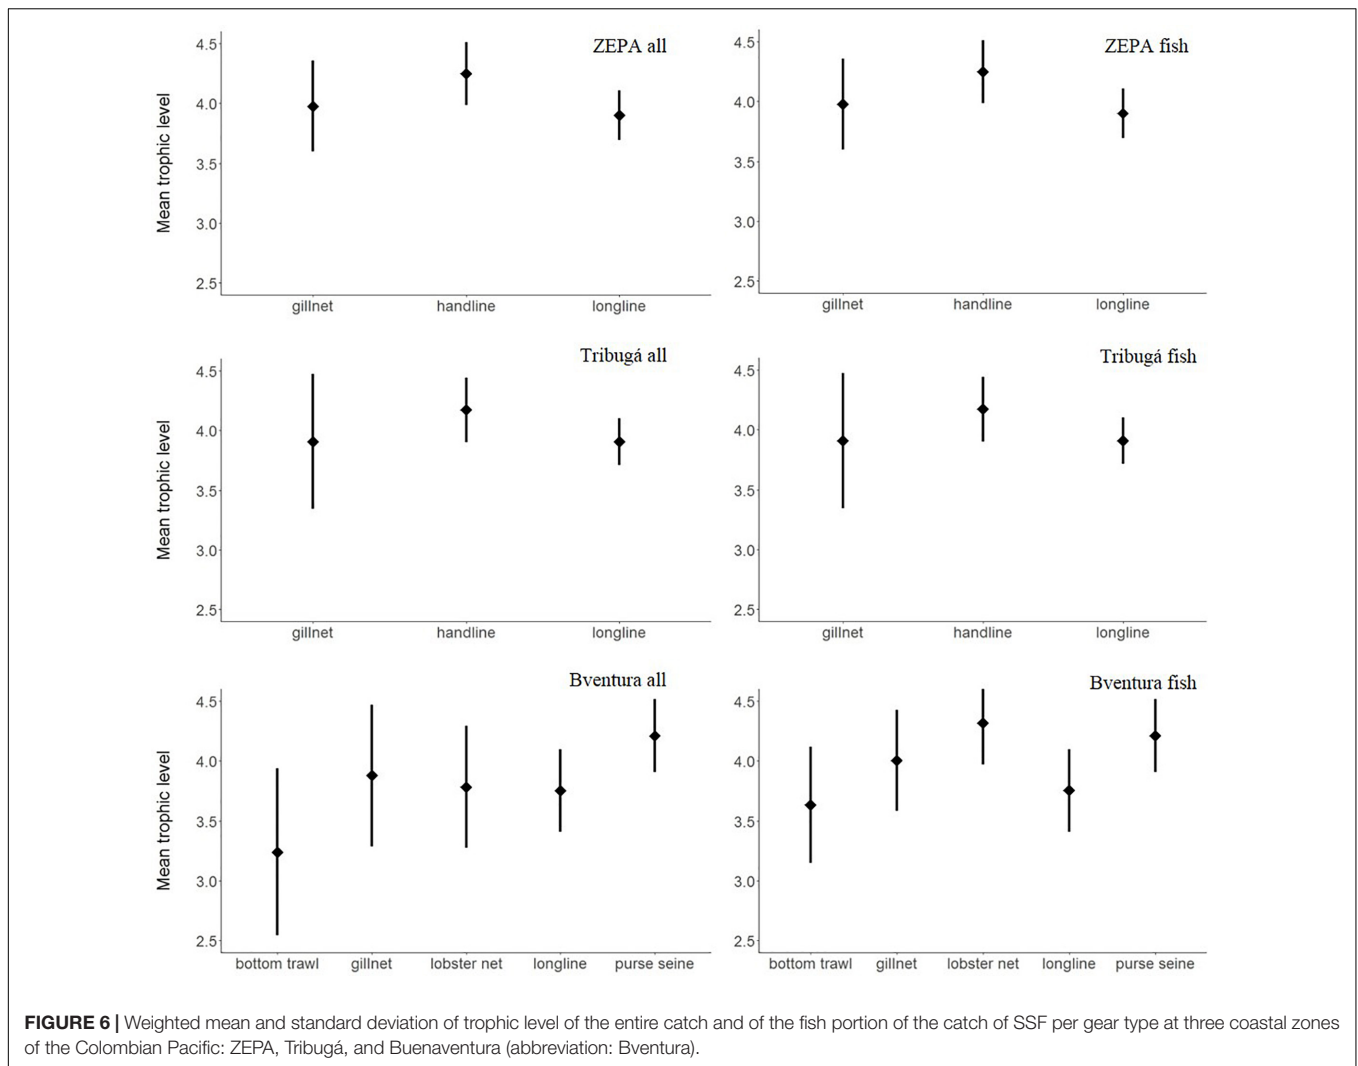 ZEPA all
Mean trophic level
4.5
4.0
3.5
3.0
2.5
gillnet
handline
longline
ZEPA fish
4.5
4.0
3.5
3.0
2.5
gillnet
handline
longline
Tribugá all
Mean trophic level
4.5
4.0
3.5
3.0
2.5
gillnet
handline
longline
Tribugá fish
4.5
4.0
3.5
3.0
2.5
gillnet
handline
longline
Bventura all
Mean trophic level
4.5
4.0
3.5
3.0
2.5
bottom trawl
gillnet
lobster net
longline
purse seine
Bventura fish
4.5
4.0
3.5
3.0
2.5
bottom trawl
gillnet
lobster net
longline
purse seine
FIGURE 6 | Weighted mean and standard deviation of trophic level of the entire catch and of the fish portion of the catch of SSF per gear type at three coastal zones
of the Colombian Pacific: ZEPA, Tribugá, and Buenaventura (abbreviation: Bventura).